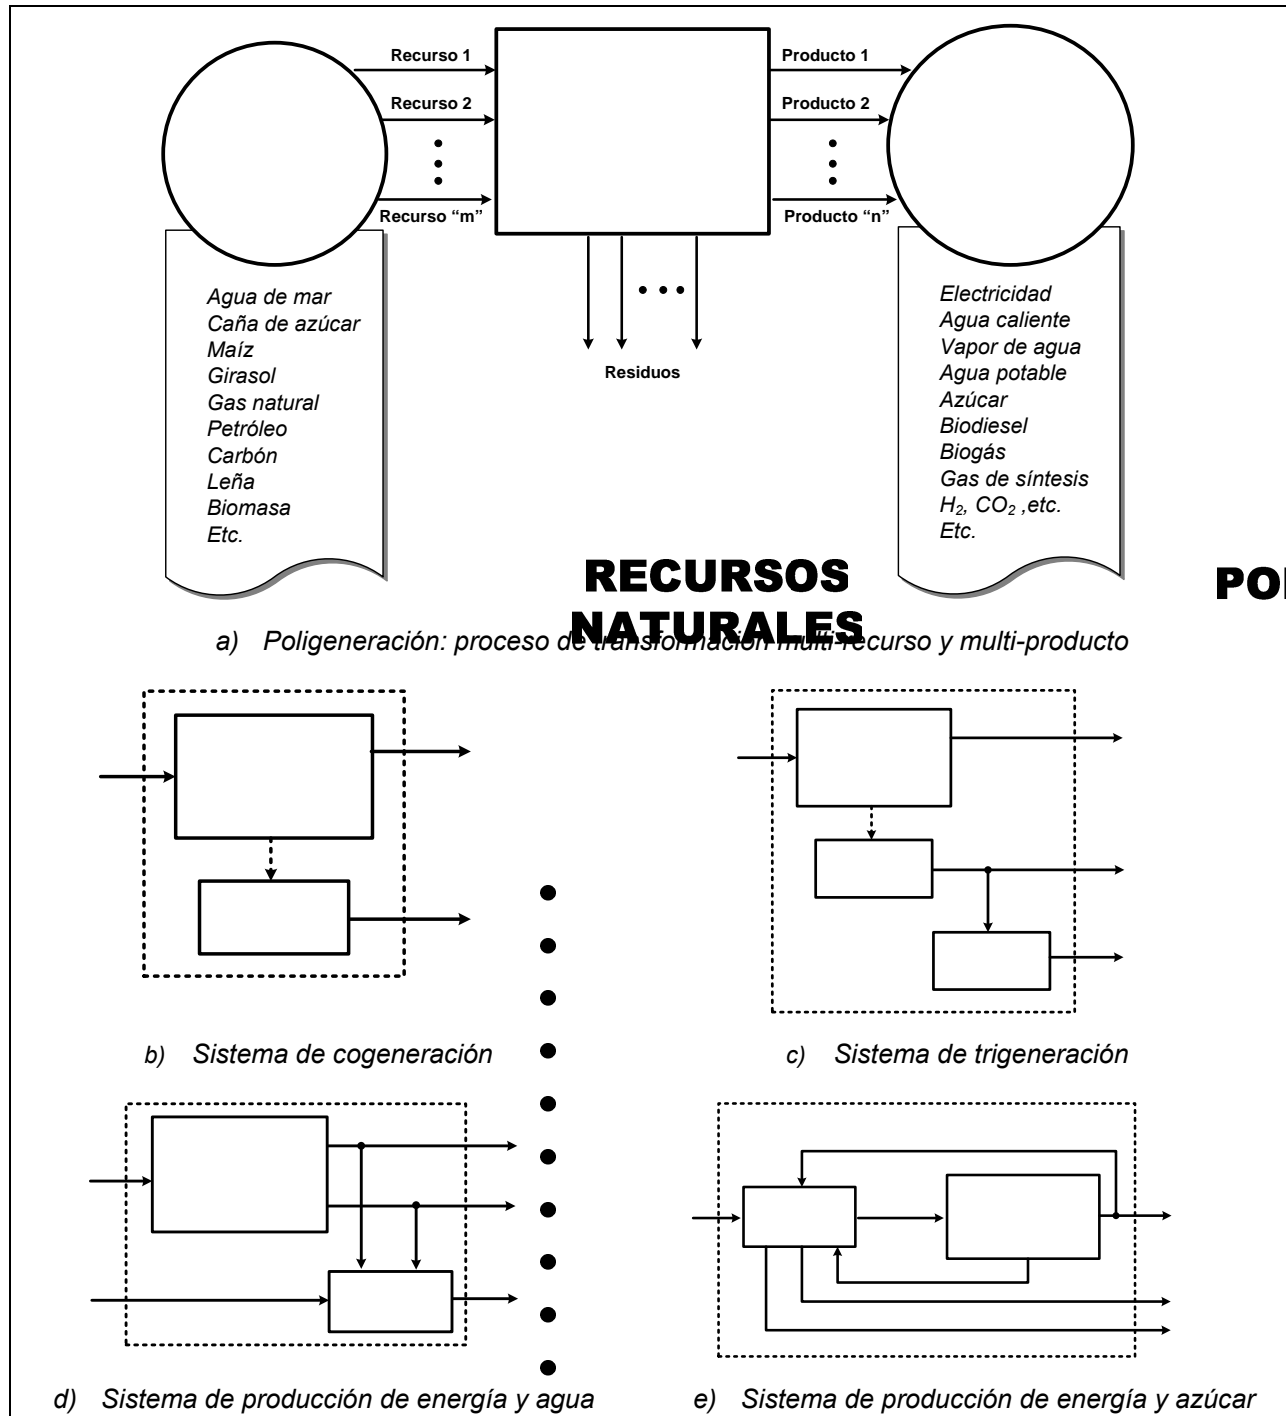 Recurso 1
Recurso 2
Recurso “m”
Producto 1
Producto 2
Producto “n”
Residuos
Agua de mar
Caña de azúcar
Maíz
Girasol
Gas natural
Petróleo
Carbón
Leña
Biomasa
Etc.
Electricidad
Agua caliente
Vapor de agua
Agua potable
Azúcar
Biodiesel
Biogás
Gas de síntesis
H₂, CO₂ ,etc.
Etc.
RECURSOS
NATURALES
a) Poligeneración: proceso de transformación multi-recurso y multi-producto
b) Sistema de cogeneración
c) Sistema de trigeneración
d) Sistema de producción de energía y agua
e) Sistema de producción de energía y azúcar